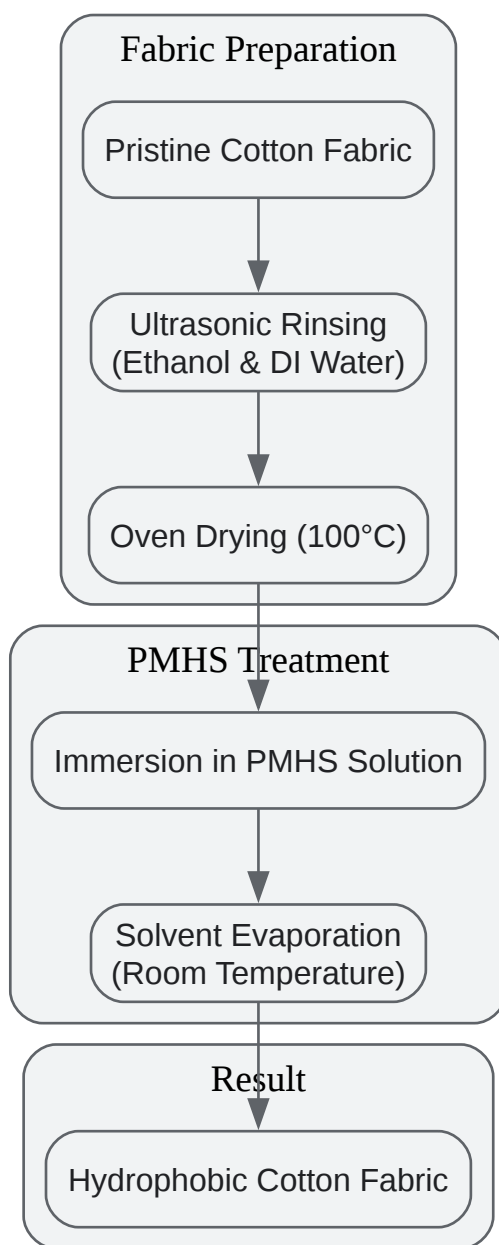 Fabric Preparation
Pristine Cotton Fabric
Ultrasonic Rinsing
(Ethanol & DI Water)
Oven Drying (100°C)
PMHS Treatment
Immersion in PMHS Solution
Solvent Evaporation
(Room Temperature)
Result
Hydrophobic Cotton Fabric